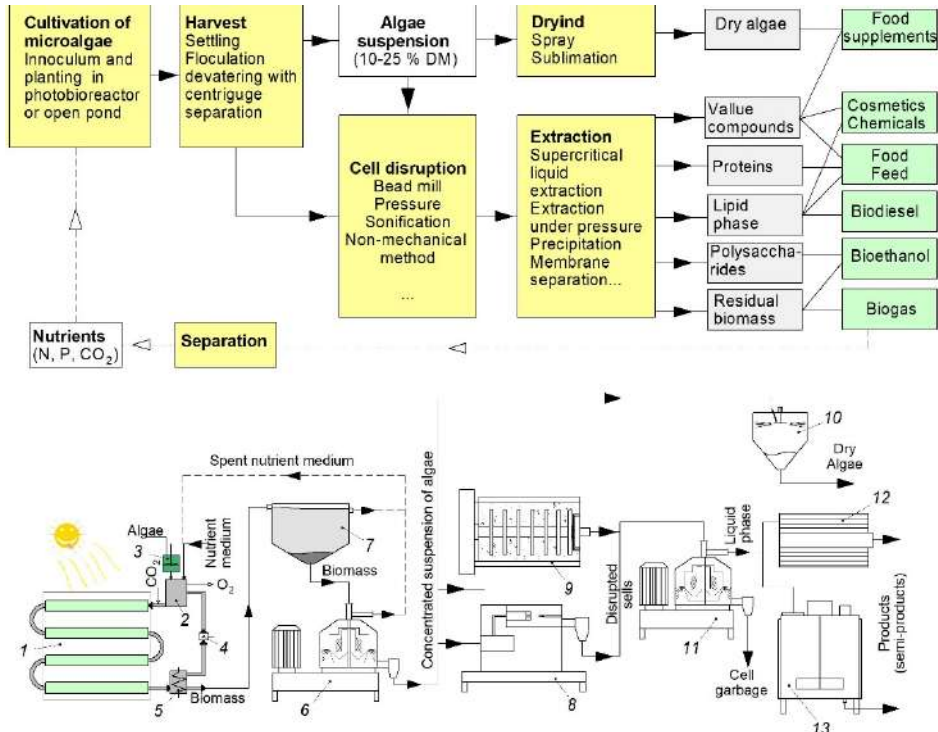 Cultivation of
microalgae
Innoculum and
planting in
photobioreactor
or open pond
Harvest
Settling
Floculation
devatering with
centriguge
separation
Algae
suspension
(10-25 % DM)
Dryind
Spray
Sublimation
Dry algae
Food
supplements
Cell disruption
Bead mill
Pressure
Sonification
Non-mechanical
method
...
Extraction
Supercritical
liquid
extraction
Extraction
under pressure
Precipitation
Membrane
separation...
Vallue
compounds
Proteins
Lipid
phase
Polysaccha-
rides
Residual
biomass
Cosmetics
Chemicals
Food
Feed
Biodiesel
Bioethanol
Biogas
Nutrients
(N, P, CO₂)
Separation
Spent nutrient medium
Algae
3
CO₂
Nutrient
medium
O₂
2
1
4
5
Biomass
7
Biomass
6
Concentrated suspension of algae
9
8
Disrupted
sells
Liquid
phase
11
Cell
garbage
10
Dry
Algae
12
13
Products
(semi-products)